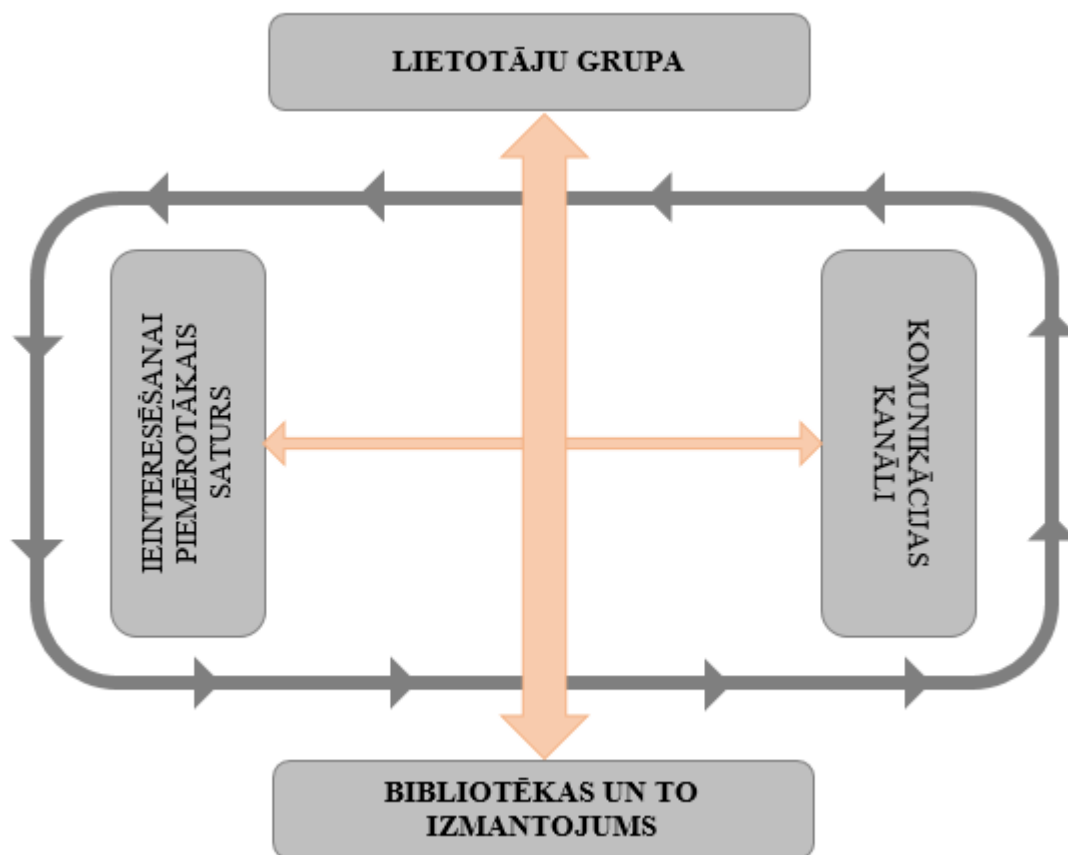 LIETOTĀJU GRUPA
IEINTERESĒŠANAI
PIEMĒROTĀKAIS
SATURS
KOMUNIKĀCIJAS
KANĀLI
BIBLIOTĒKAS UN TO
IZMANTOJUMS